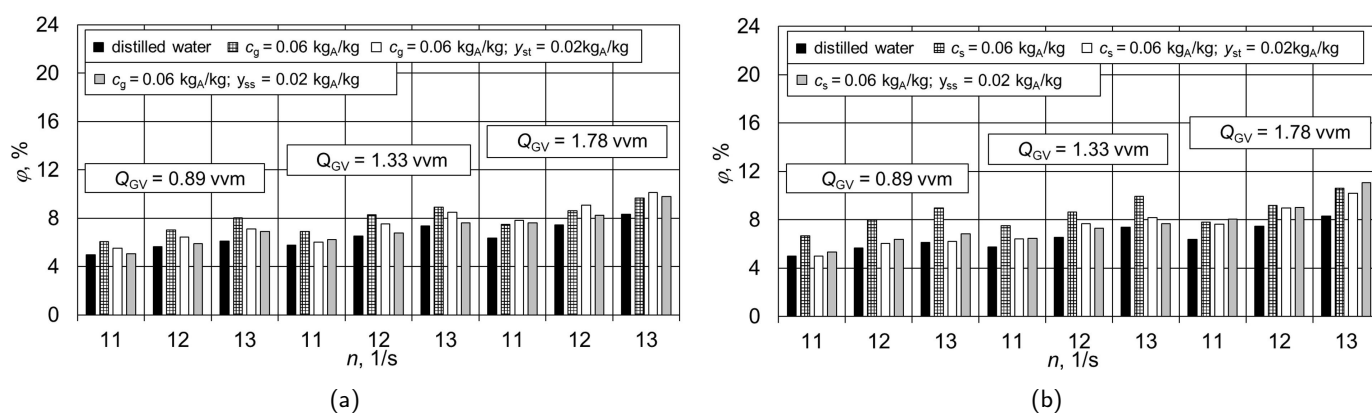 24
20
16
12
8
4
0
φ, %
distilled water c_g = 0.06 kg_A/kg c_g = 0.06 kg_A/kg; y_st = 0.02kg_A/kg
c_g = 0.06 kg_A/kg; y_ss = 0.02 kg_A/kg
Q_GV = 1.78 vvm
Q_GV = 1.33 vvm
Q_GV = 0.89 vvm
11 12 13 11 12 13 11 12 13
n, 1/s
(a)
24
20
16
12
8
4
0
φ, %
distilled water c_s = 0.06 kg_A/kg c_s = 0.06 kg_A/kg; y_st = 0.02kg_A/kg
c_s = 0.06 kg_A/kg; y_ss = 0.02 kg_A/kg
Q_GV = 1.78 vvm
Q_GV = 1.33 vvm
Q_GV = 0.89 vvm
11 12 13 11 12 13 11 12 13
n, 1/s
(b)